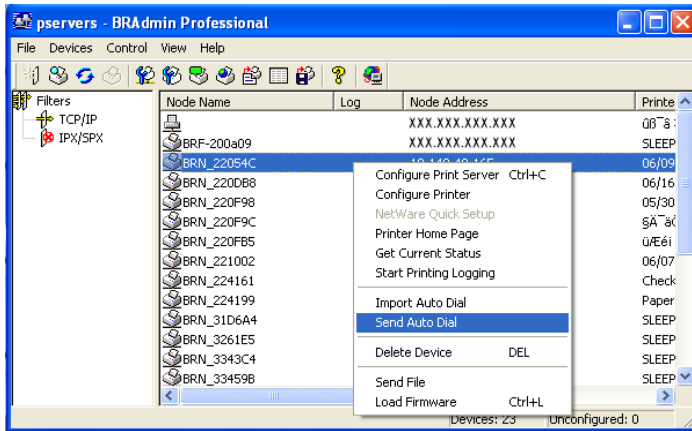 pservers - BRAdmin Professional
File Devices Control View Help
Filters
TCP/IP
IPX/SPX
Node Name Log Node Address Printe
XXX.XXX.XXX.XXX
BRF-200a09 XXX.XXX.XXX.XXX SLEEP
BRN_22054C 06/09
BRN_220DB8 06/16
BRN_220F98 05/30
BRN_220F9C
BRN_220FB5
BRN_221002 06/07
BRN_224161 Check
BRN_224199 Paper
BRN_31D6A4 SLEEP
BRN_3261E5 SLEEP
BRN_3343C4 SLEEP
BRN_33459B SLEEP
Configure Print Server Ctrl+C
Configure Printer
NetWare Quick Setup
Printer Home Page
Get Current Status
Start Printing Logging
Import Auto Dial
Send Auto Dial
Delete Device DEL
Send File
Load Firmware Ctrl+L
Devices: 23 Unconfigured: 0